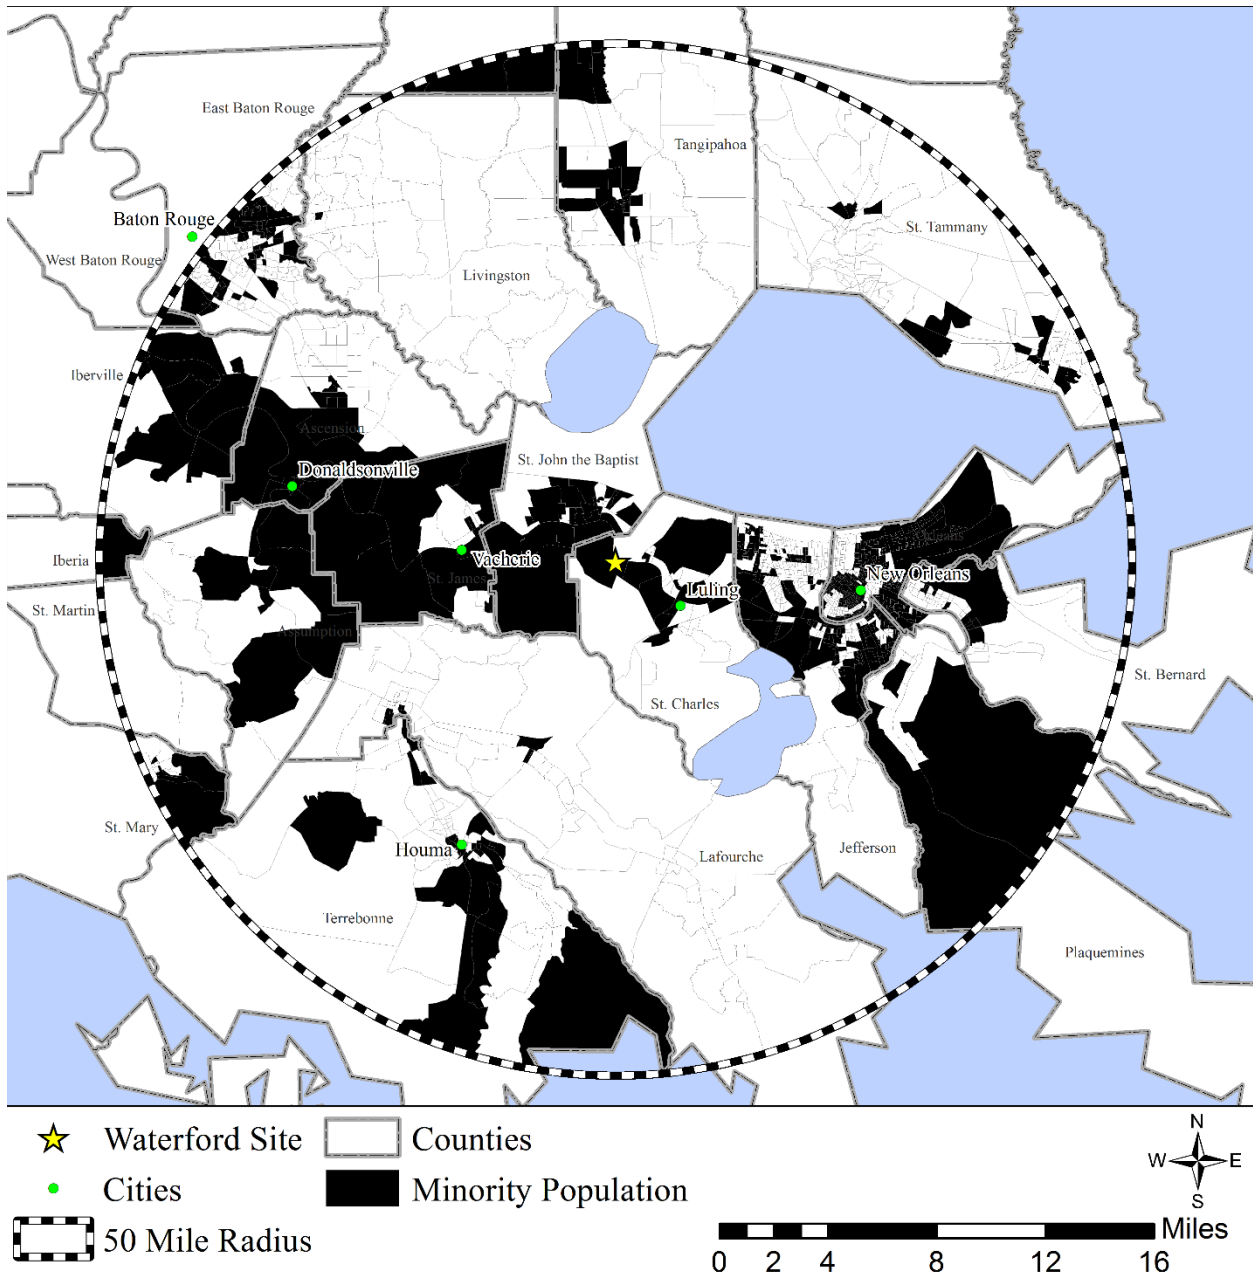 East Baton Rouge
Tangipahoa
Baton Rouge
St. Tammany
West Baton Rouge
Livingston
Iberville
Ascension
St. John the Baptist
Donaldsonville
Orleans
Iberia
Vacherie
New Orleans
St. James
Luling
St. Martin
Assumption
St. Bernard
St. Charles
St. Mary
Houma
Jefferson
Lafourche
Terrebonne
Plaquemines
Waterford Site
Counties
Cities
Minority Population
50 Mile Radius
N
W
E
S
Miles
0 2 4 8 12 16